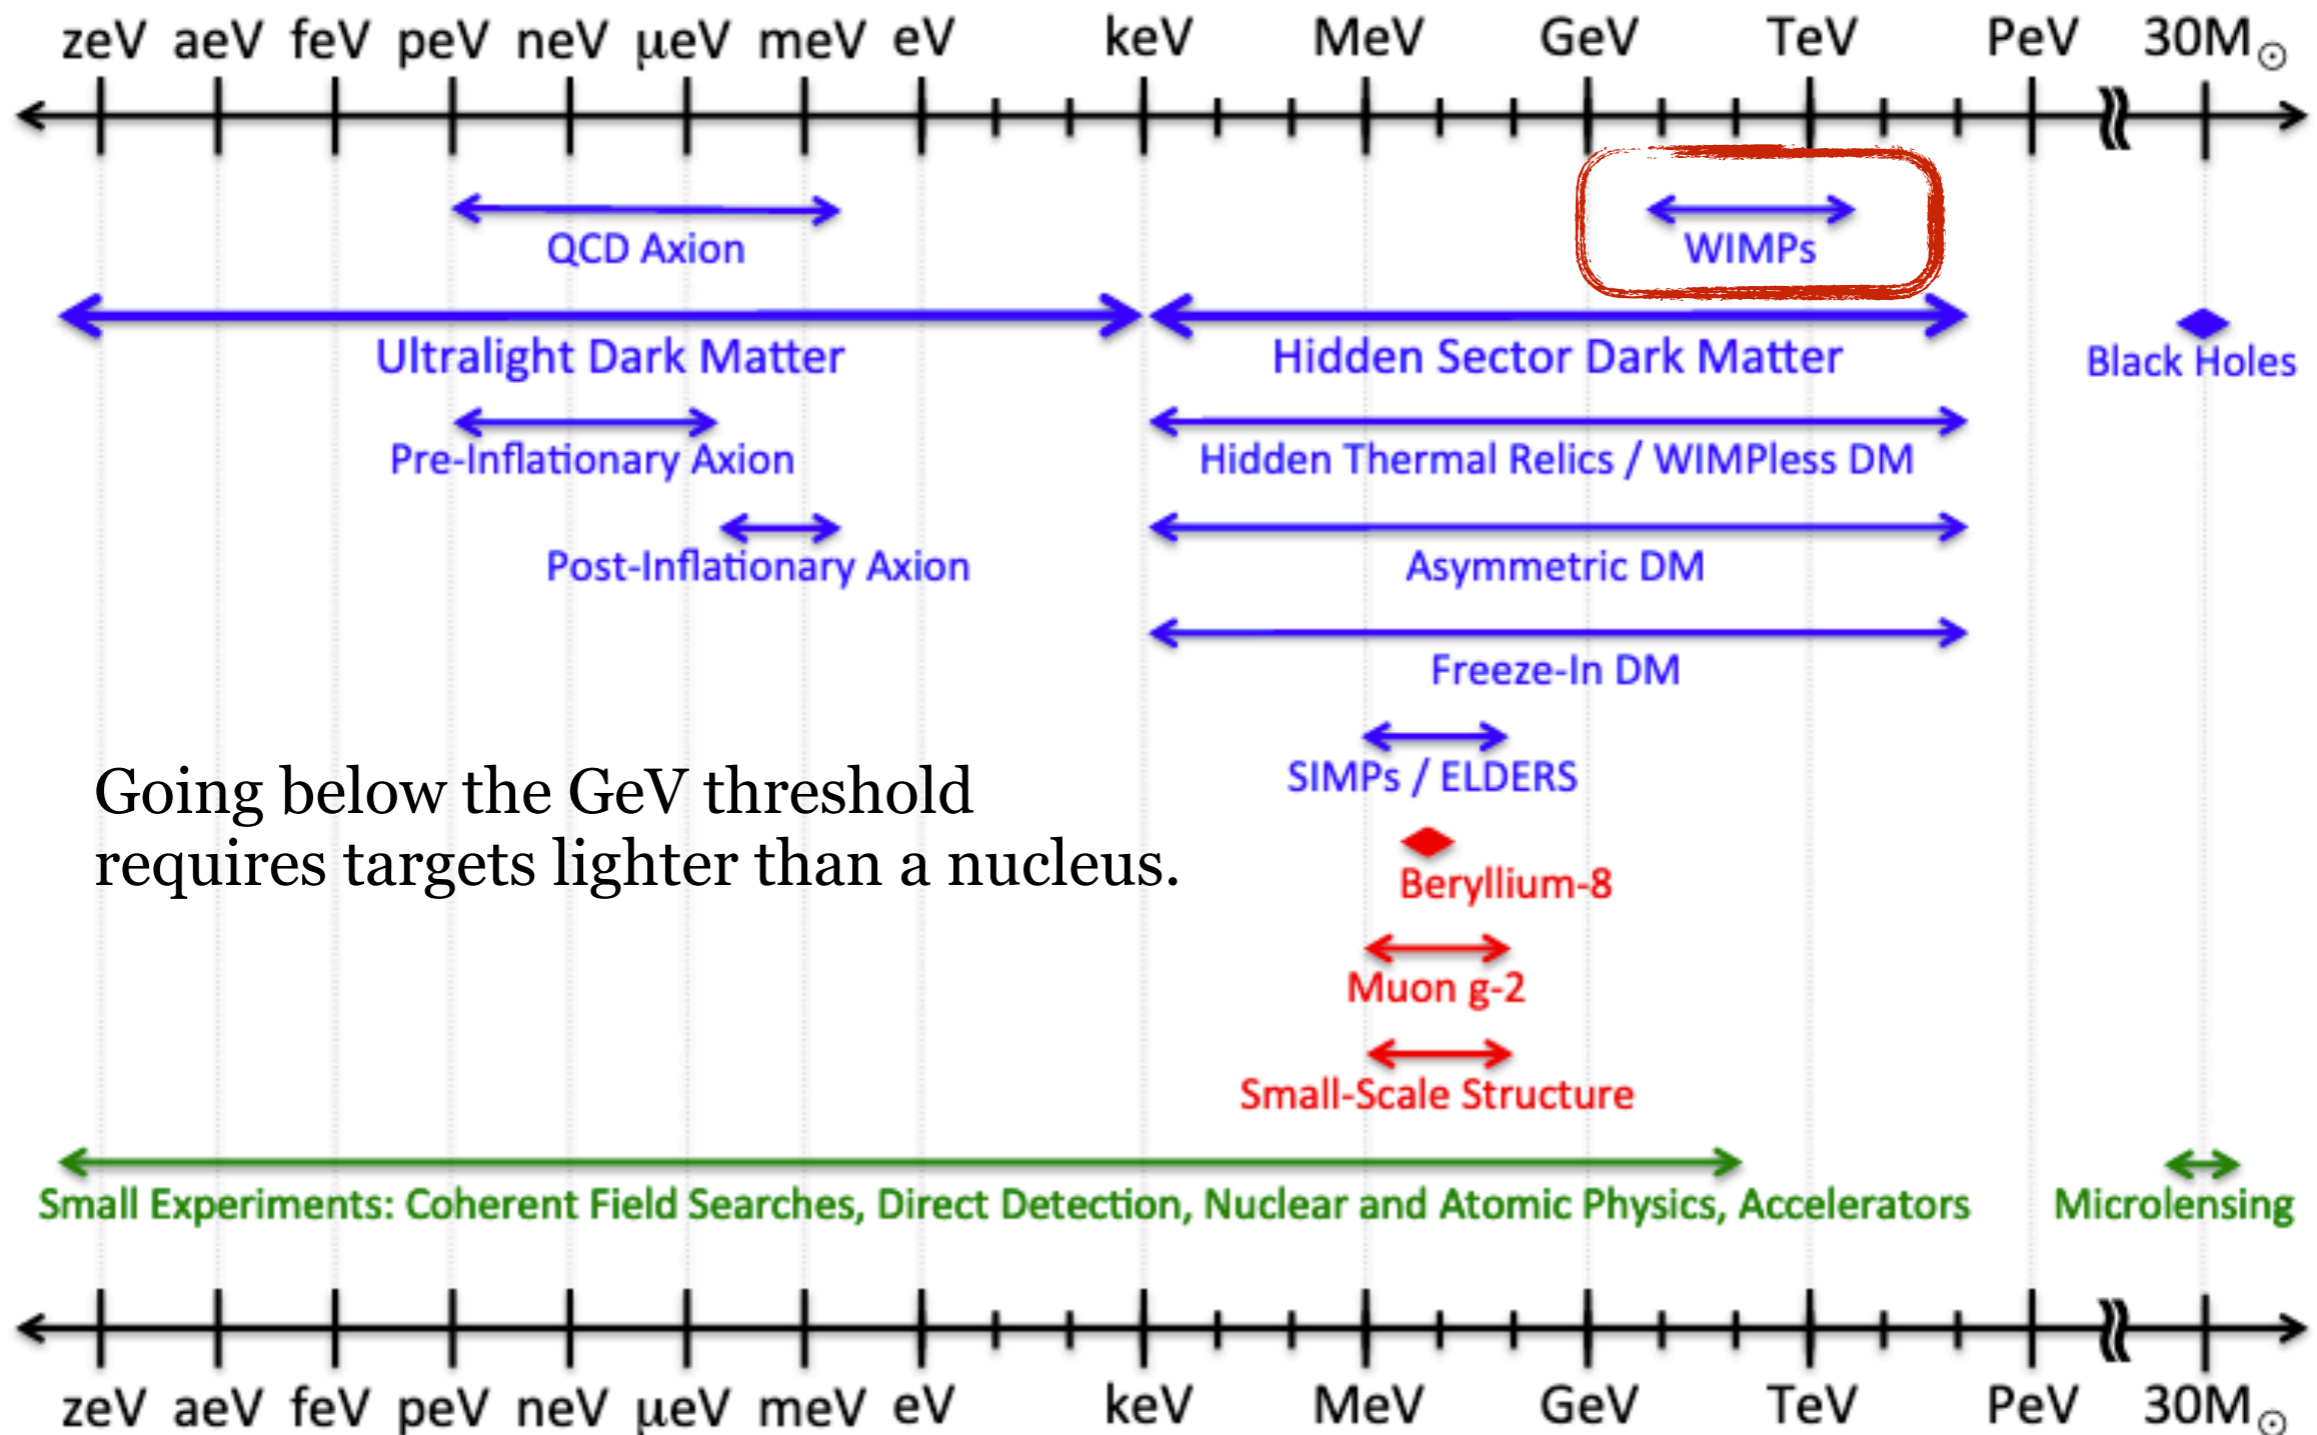 zeV aeV feV peV neV μeV meV eV keV MeV GeV TeV PeV 30M☉
QCD Axion
WIMPs
Ultralight Dark Matter
Hidden Sector Dark Matter
Black Holes
Pre-Inflationary Axion
Hidden Thermal Relics / WIMPless DM
Post-Inflationary Axion
Asymmetric DM
Freeze-In DM
SIMPs / ELDERS
Going below the GeV threshold
requires targets lighter than a nucleus.
Beryllium-8
Muon g-2
Small-Scale Structure
Small Experiments: Coherent Field Searches, Direct Detection, Nuclear and Atomic Physics, Accelerators
Microlensing
zeV aeV feV peV neV μeV meV eV keV MeV GeV TeV PeV 30M☉